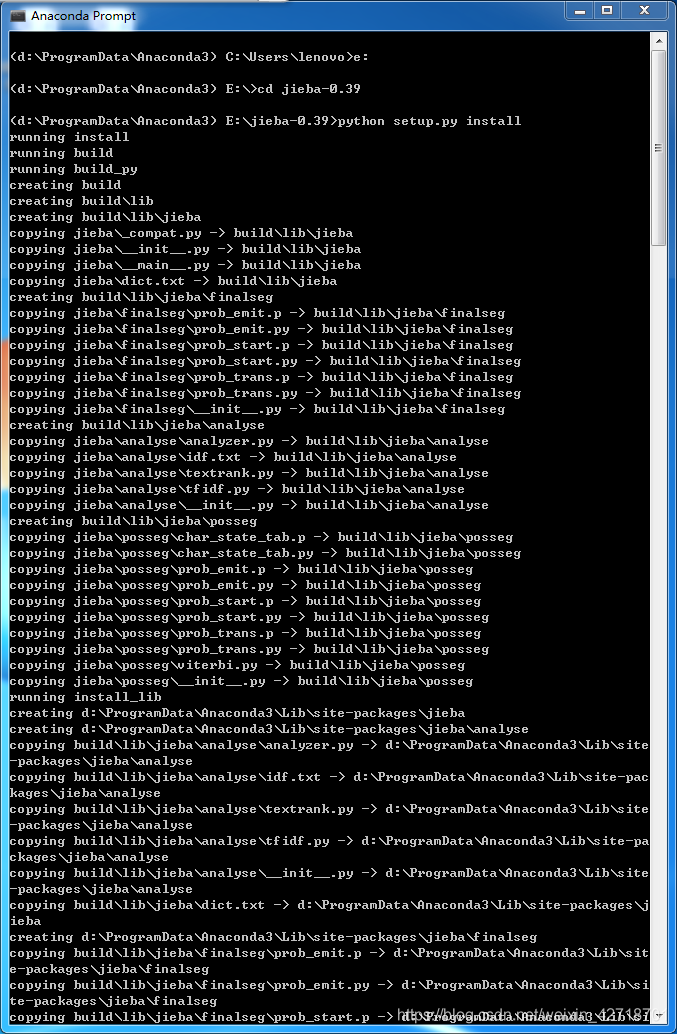 Anaconda Prompt
(d:\ProgramData\Anaconda3) C:\Users\lenovo>e:
(d:\ProgramData\Anaconda3) E:\>cd jieba-0.39
(d:\ProgramData\Anaconda3) E:\jieba-0.39>python setup.py install
running install
running build
running build_py
creating build
creating build\lib
creating build\lib\jieba
copying jieba\_compat.py -> build\lib\jieba
copying jieba\__init__.py -> build\lib\jieba
copying jieba\__main__.py -> build\lib\jieba
copying jieba\dict.txt -> build\lib\jieba
creating build\lib\jieba\finalseg
copying jieba\finalseg\prob_emit.p -> build\lib\jieba\finalseg
copying jieba\finalseg\prob_emit.py -> build\lib\jieba\finalseg
copying jieba\finalseg\prob_start.p -> build\lib\jieba\finalseg
copying jieba\finalseg\prob_start.py -> build\lib\jieba\finalseg
copying jieba\finalseg\prob_trans.p -> build\lib\jieba\finalseg
copying jieba\finalseg\prob_trans.py -> build\lib\jieba\finalseg
copying jieba\finalseg\__init__.py -> build\lib\jieba\finalseg
creating build\lib\jieba\analyse
copying jieba\analyse\analyzer.py -> build\lib\jieba\analyse
copying jieba\analyse\idf.txt -> build\lib\jieba\analyse
copying jieba\analyse\textrank.py -> build\lib\jieba\analyse
copying jieba\analyse\tfidf.py -> build\lib\jieba\analyse
copying jieba\analyse\__init__.py -> build\lib\jieba\analyse
creating build\lib\jieba\posseg
copying jieba\posseg\char_state_tab.p -> build\lib\jieba\posseg
copying jieba\posseg\char_state_tab.py -> build\lib\jieba\posseg
copying jieba\posseg\prob_emit.p -> build\lib\jieba\posseg
copying jieba\posseg\prob_emit.py -> build\lib\jieba\posseg
copying jieba\posseg\prob_start.p -> build\lib\jieba\posseg
copying jieba\posseg\prob_start.py -> build\lib\jieba\posseg
copying jieba\posseg\prob_trans.p -> build\lib\jieba\posseg
copying jieba\posseg\prob_trans.py -> build\lib\jieba\posseg
copying jieba\posseg\viterbi.py -> build\lib\jieba\posseg
copying jieba\posseg\__init__.py -> build\lib\jieba\posseg
running install_lib
creating d:\ProgramData\Anaconda3\Lib\site-packages\jieba
creating d:\ProgramData\Anaconda3\Lib\site-packages\jieba\analyse
copying build\lib\jieba\analyse\analyzer.py -> d:\ProgramData\Anaconda3\Lib\site
-packages\jieba\analyse
copying build\lib\jieba\analyse\idf.txt -> d:\ProgramData\Anaconda3\Lib\site-pac
kages\jieba\analyse
copying build\lib\jieba\analyse\textrank.py -> d:\ProgramData\Anaconda3\Lib\site
-packages\jieba\analyse
copying build\lib\jieba\analyse\tfidf.py -> d:\ProgramData\Anaconda3\Lib\site-pa
ckages\jieba\analyse
copying build\lib\jieba\analyse\__init__.py -> d:\ProgramData\Anaconda3\Lib\site
-packages\jieba\analyse
copying build\lib\jieba\dict.txt -> d:\ProgramData\Anaconda3\Lib\site-packages\j
ieba
creating d:\ProgramData\Anaconda3\Lib\site-packages\jieba\finalseg
copying build\lib\jieba\finalseg\prob_emit.p -> d:\ProgramData\Anaconda3\Lib\sit
e-packages\jieba\finalseg
copying build\lib\jieba\finalseg\prob_emit.py -> d:\ProgramData\Anaconda3\Lib\si
te-packages\jieba\finalseg
copying build\lib\jieba\finalseg\prob_start.p -> d:\ProgramData\Anaconda3\Lib\si